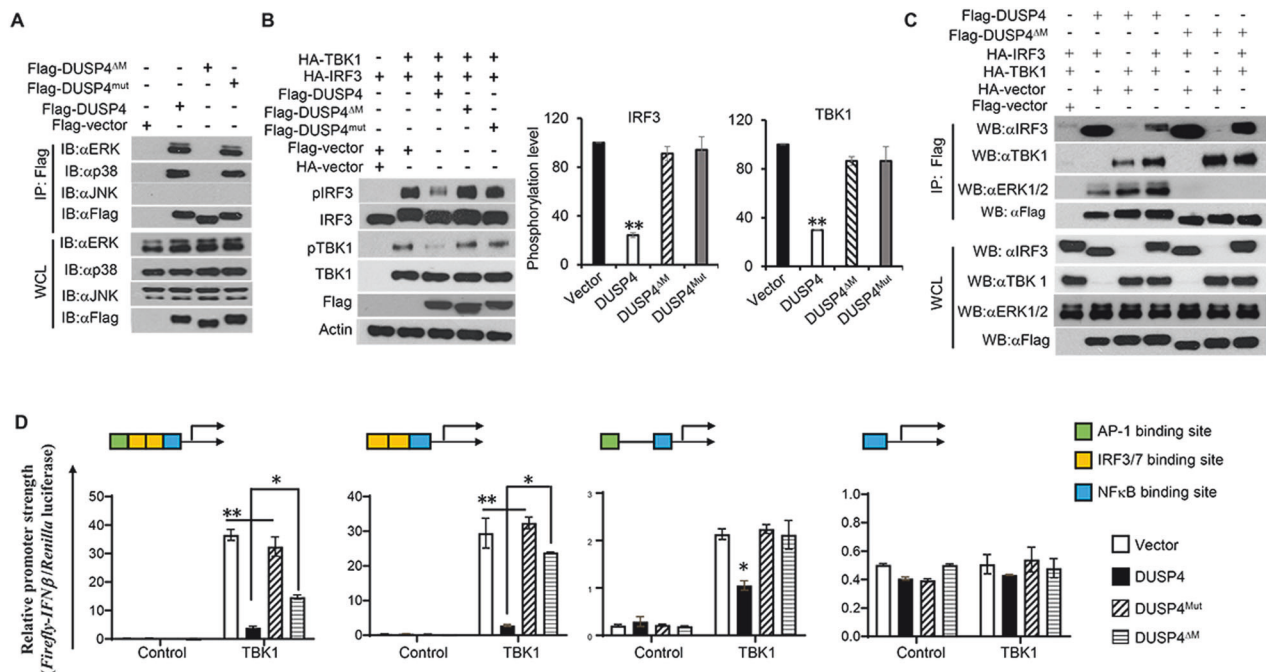 A
Flag-DUSP4ΔM - - + -
Flag-DUSP4mut - - - +
Flag-DUSP4 - + - -
Flag-vector + - - -
IP: Flag
IB:αERK
IB:αp38
IB:αJNK
IB:αFlag
WCL
IB:αERK
IB:αp38
IB:αJNK
IB:αFlag
B
HA-TBK1 - + + + +
HA-IRF3 + + + + +
Flag-DUSP4 - - + - -
Flag-DUSP4ΔM - - - + -
Flag-DUSP4mut - - - - +
Flag-vector + + - - -
HA-vector + - - - -
pIRF3
IRF3
pTBK1
TBK1
Flag
Actin
Phosphorylation level
IRF3
120
80
40
0
**
Vector
DUSP4
DUSP4ΔM
DUSP4Mut
TBK1
120
80
40
0
**
Vector
DUSP4
DUSP4ΔM
DUSP4Mut
C
Flag-DUSP4 - + + + - - -
Flag-DUSP4ΔM - - - - + + +
HA-IRF3 + + - + + - +
HA-TBK1 + - + + - + +
HA-vector - + + - + + -
Flag-vector + - - - - - -
IP: Flag
WB:αIRF3
WB:αTBK1
WB:αERK1/2
WB: αFlag
WCL
WB: αIRF3
WB:αTBK 1
WB:αERK1/2
WB:αFlag
D
Relative promoter strength
(Firefly-IFNβ/Renilla luciferase)
50
40
30
20
10
0
**
*
Control
TBK1
40
30
20
10
0
**
*
Control
TBK1
3
2
1
0
*
Control
TBK1
1.0
0.8
0.6
0.4
0.2
0.0
Control
TBK1
AP-1 binding site
IRF3/7 binding site
NFκB binding site
Vector
DUSP4
DUSP4Mut
DUSP4ΔM